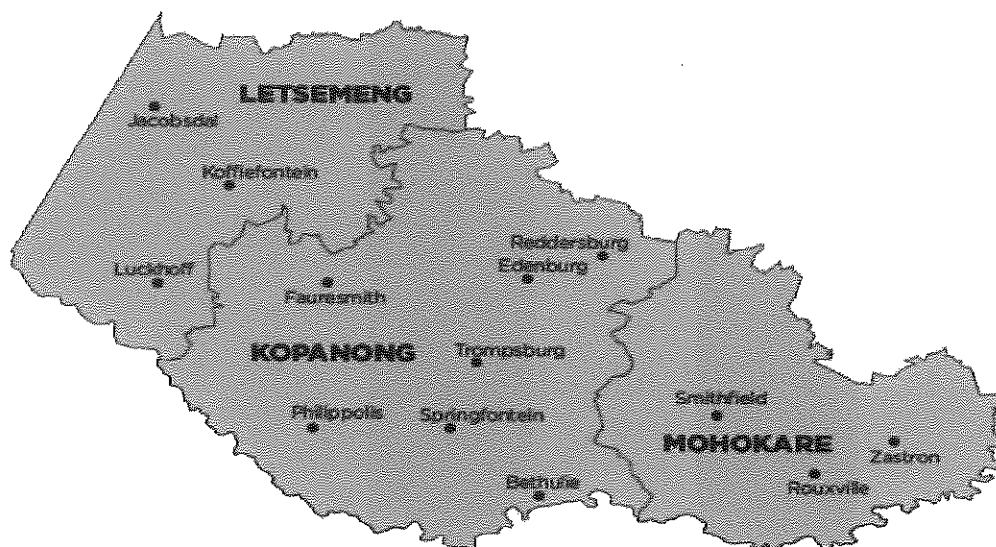 LETSEMENG
Jacobsdal
Koffiefontein
Reddersburg
Luckhoff
Edenburg
Fauresmith
KOPANONG
Trompsburg
Smithfield
Philippolis
Springfontein
MOHOKARE
Zastron
Bethulie
Rouxville